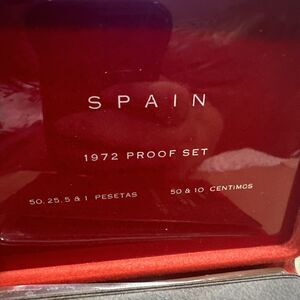 SPAIN
1972 PROOF SET
50, 25, 5 & 1 PESETAS 50 & 10 CENTIMOS